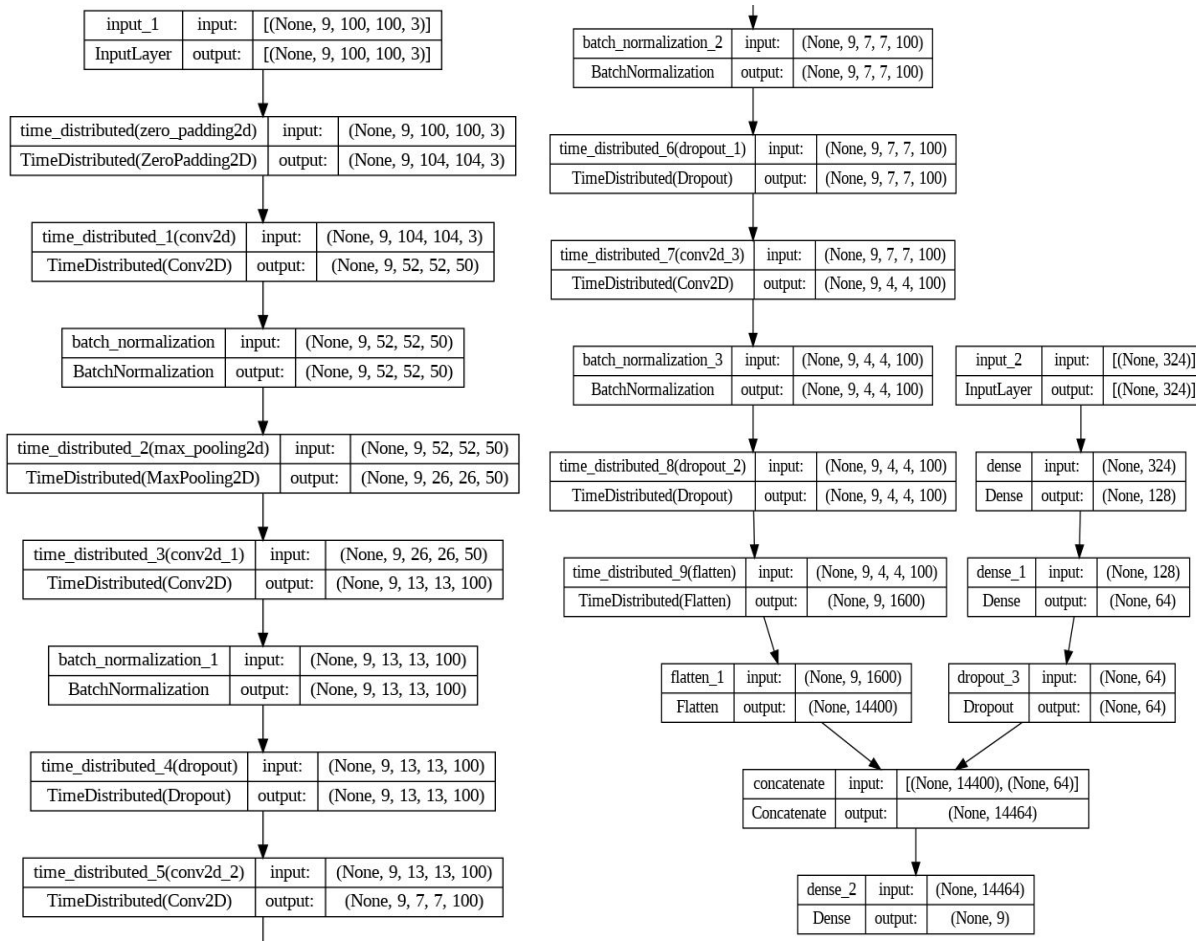 input_1 input: [(None, 9, 100, 100, 3)]
InputLayer output: [(None, 9, 100, 100, 3)]
time_distributed(zero_padding2d) input: (None, 9, 100, 100, 3)
TimeDistributed(ZeroPadding2D) output: (None, 9, 104, 104, 3)
time_distributed_1(conv2d) input: (None, 9, 104, 104, 3)
TimeDistributed(Conv2D) output: (None, 9, 52, 52, 50)
batch_normalization input: (None, 9, 52, 52, 50)
BatchNormalization output: (None, 9, 52, 52, 50)
time_distributed_2(max_pooling2d) input: (None, 9, 52, 52, 50)
TimeDistributed(MaxPooling2D) output: (None, 9, 26, 26, 50)
time_distributed_3(conv2d_1) input: (None, 9, 26, 26, 50)
TimeDistributed(Conv2D) output: (None, 9, 13, 13, 100)
batch_normalization_1 input: (None, 9, 13, 13, 100)
BatchNormalization output: (None, 9, 13, 13, 100)
time_distributed_4(dropout) input: (None, 9, 13, 13, 100)
TimeDistributed(Dropout) output: (None, 9, 13, 13, 100)
time_distributed_5(conv2d_2) input: (None, 9, 13, 13, 100)
TimeDistributed(Conv2D) output: (None, 9, 7, 7, 100)
batch_normalization_2 input: (None, 9, 7, 7, 100)
BatchNormalization output: (None, 9, 7, 7, 100)
time_distributed_6(dropout_1) input: (None, 9, 7, 7, 100)
TimeDistributed(Dropout) output: (None, 9, 7, 7, 100)
time_distributed_7(conv2d_3) input: (None, 9, 7, 7, 100)
TimeDistributed(Conv2D) output: (None, 9, 4, 4, 100)
batch_normalization_3 input: (None, 9, 4, 4, 100)
BatchNormalization output: (None, 9, 4, 4, 100)
time_distributed_8(dropout_2) input: (None, 9, 4, 4, 100)
TimeDistributed(Dropout) output: (None, 9, 4, 4, 100)
time_distributed_9(flatten) input: (None, 9, 4, 4, 100)
TimeDistributed(Flatten) output: (None, 9, 1600)
flatten_1 input: (None, 9, 1600)
Flatten output: (None, 14400)
input_2 input: [(None, 324)]
InputLayer output: [(None, 324)]
dense input: (None, 324)
Dense output: (None, 128)
dense_1 input: (None, 128)
Dense output: (None, 64)
dropout_3 input: (None, 64)
Dropout output: (None, 64)
concatenate input: [(None, 14400), (None, 64)]
Concatenate output: (None, 14464)
dense_2 input: (None, 14464)
Dense output: (None, 9)